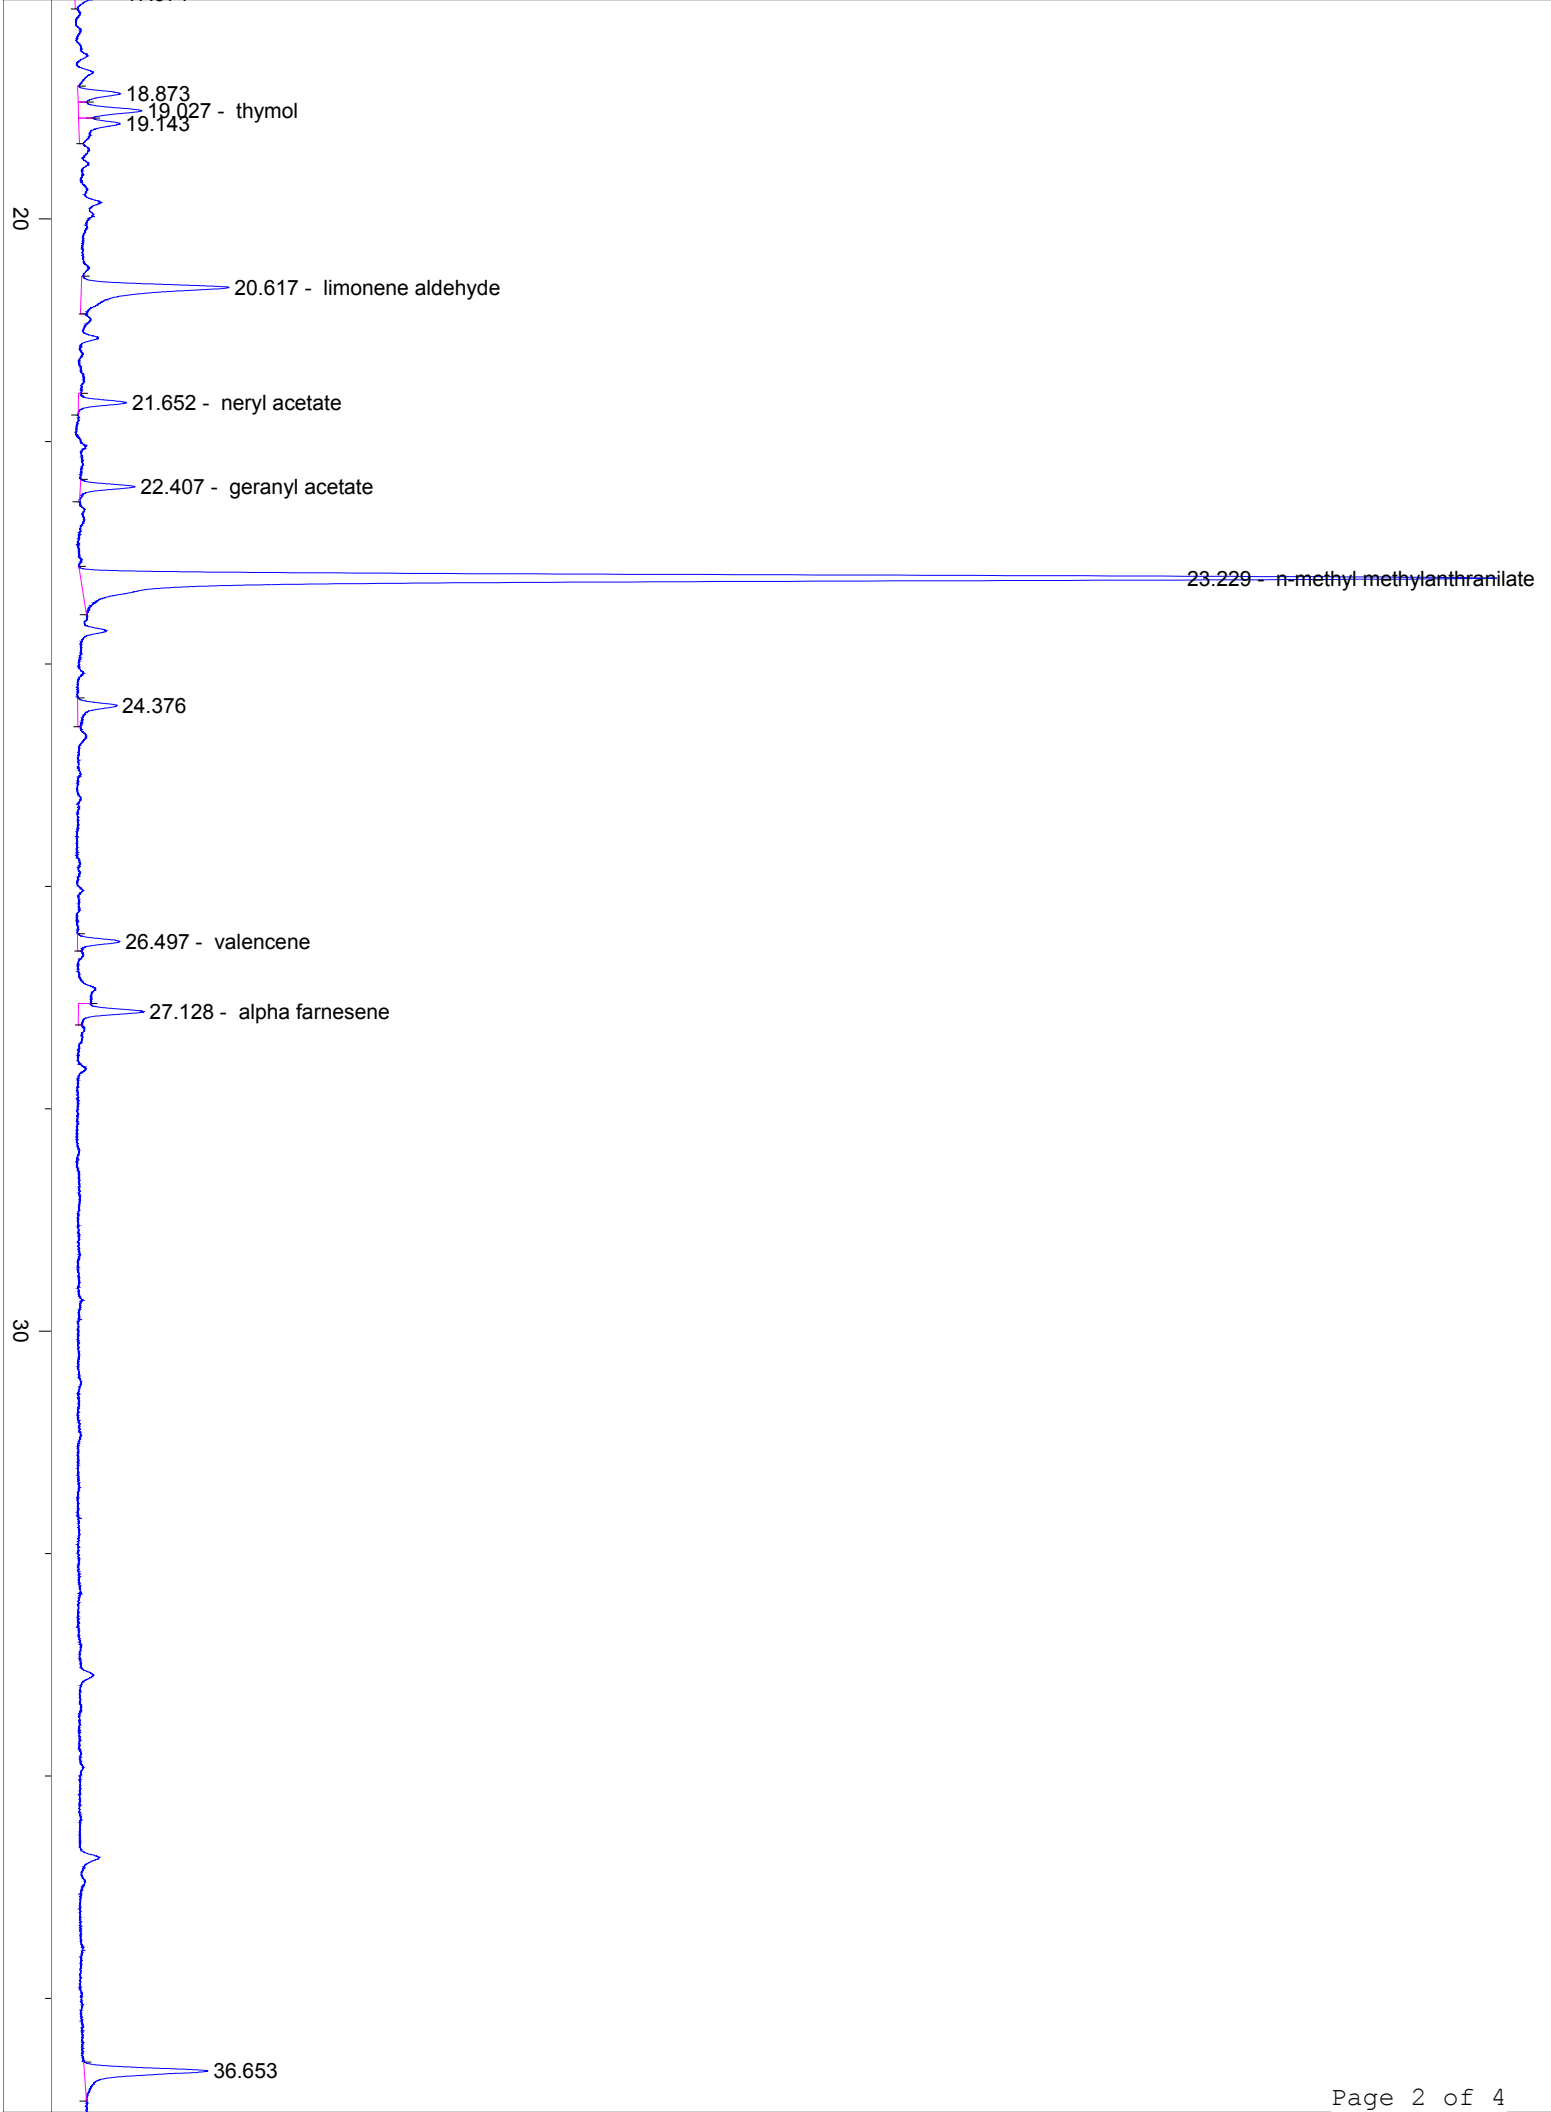 18.873
19.027 - thymol
19.143
20
20.617 - limonene aldehyde
21.652 - neryl acetate
22.407 - geranyl acetate
23.229 - n-methyl methylanthranilate
24.376
26.497 - valencene
27.128 - alpha farnesene
30
36.653
Page 2 of 4